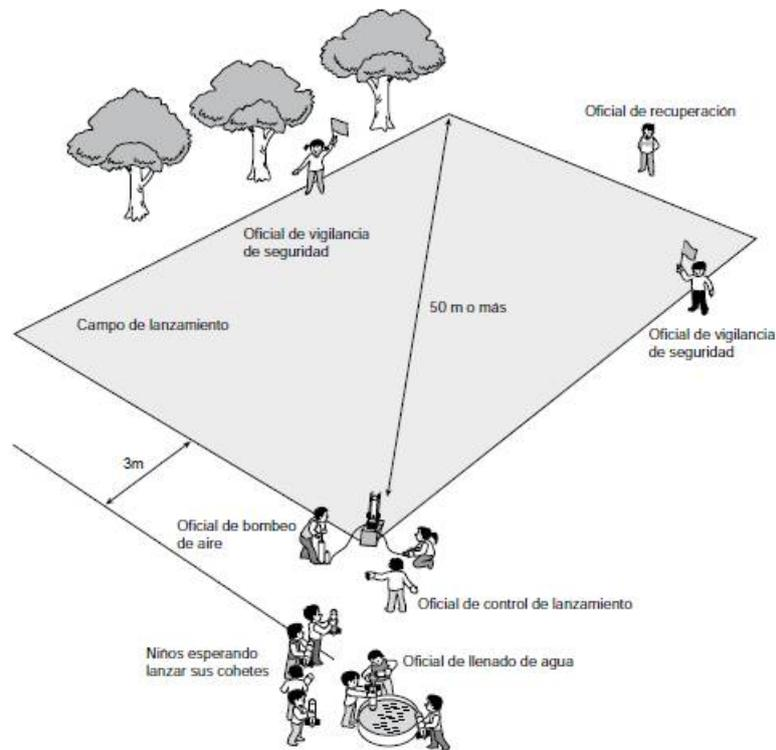 Oficial de recuperación
Oficial de vigilancia
de seguridad
50 m o más
Campo de lanzamiento
Oficial de vigilancia
de seguridad
3m
Oficial de bombeo
de aire
Oficial de control de lanzamiento
Niños esperando
lanzar sus cohetes
Oficial de llenado de agua